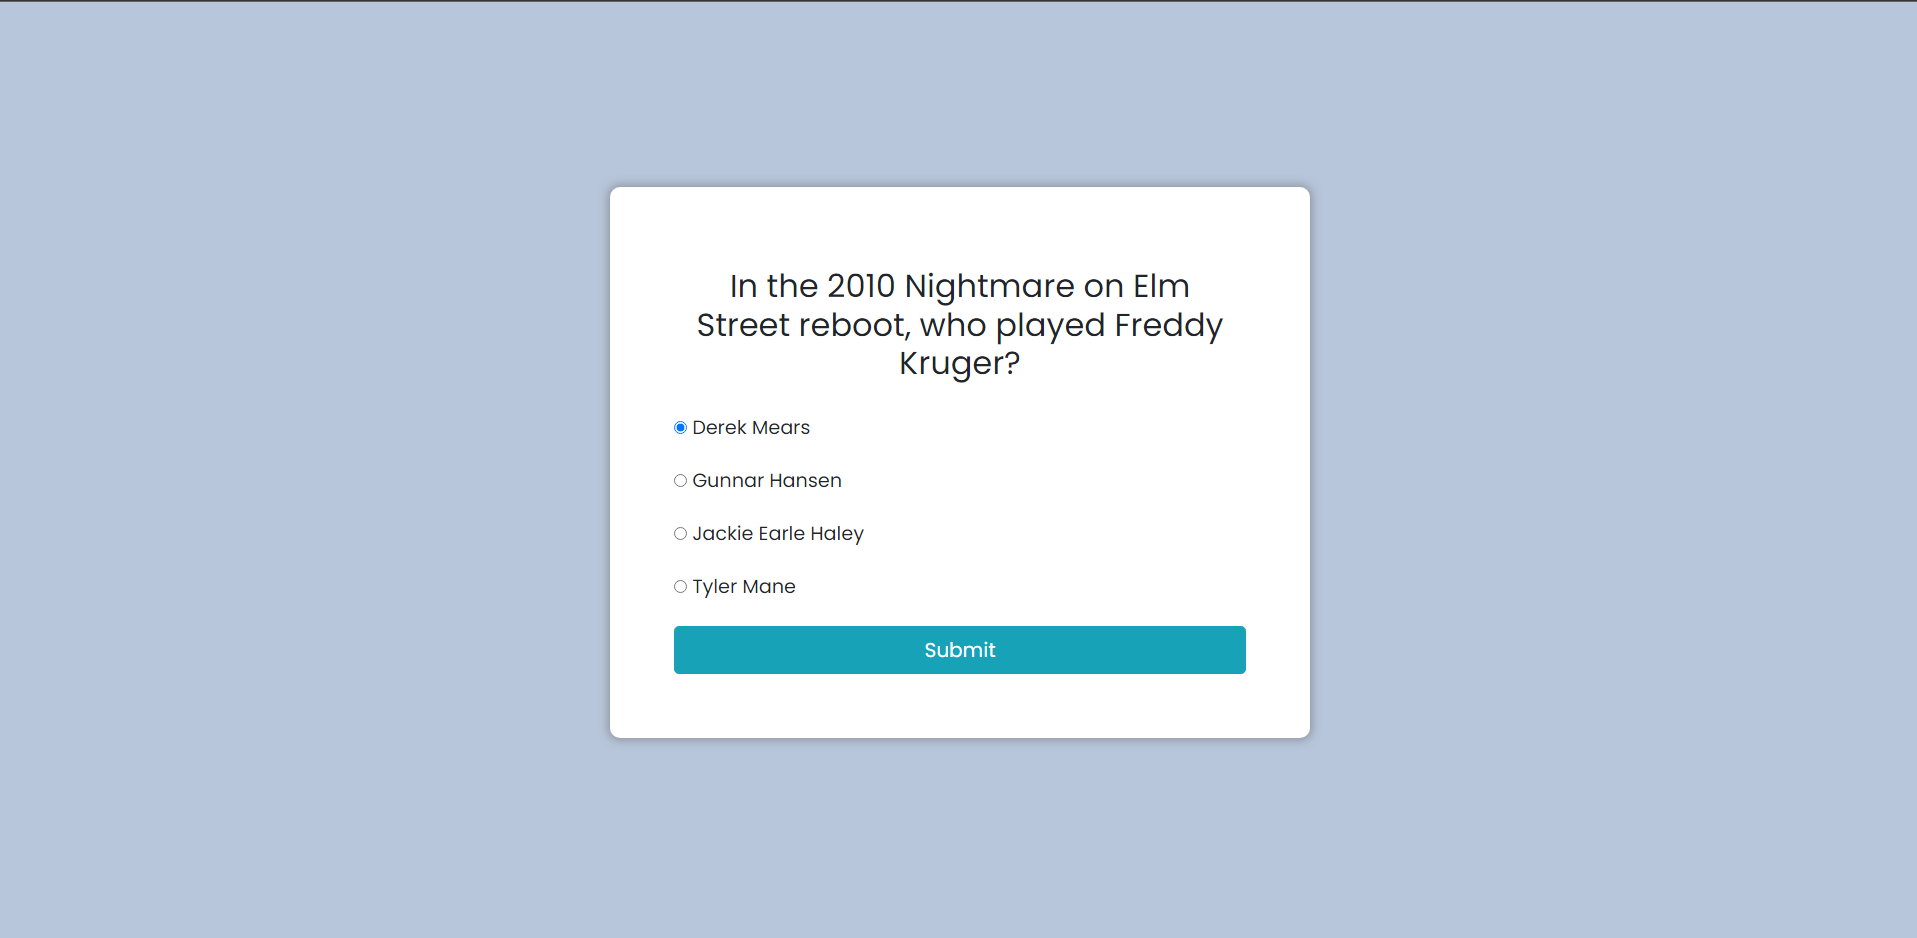 In the 2010 Nightmare on Elm
Street reboot, who played Freddy
Kruger?
Derek Mears
Gunnar Hansen
Jackie Earle Haley
Tyler Mane
Submit